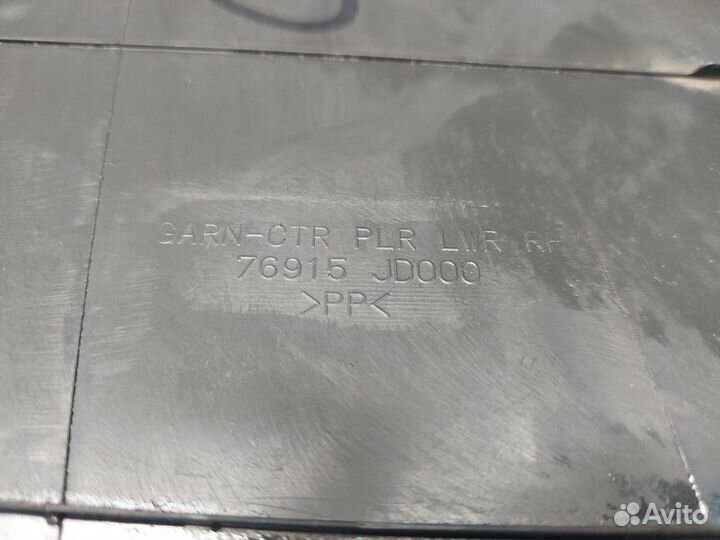 GARN-CTR PLR LWR RH
76915 JD000
>PP<
Avito